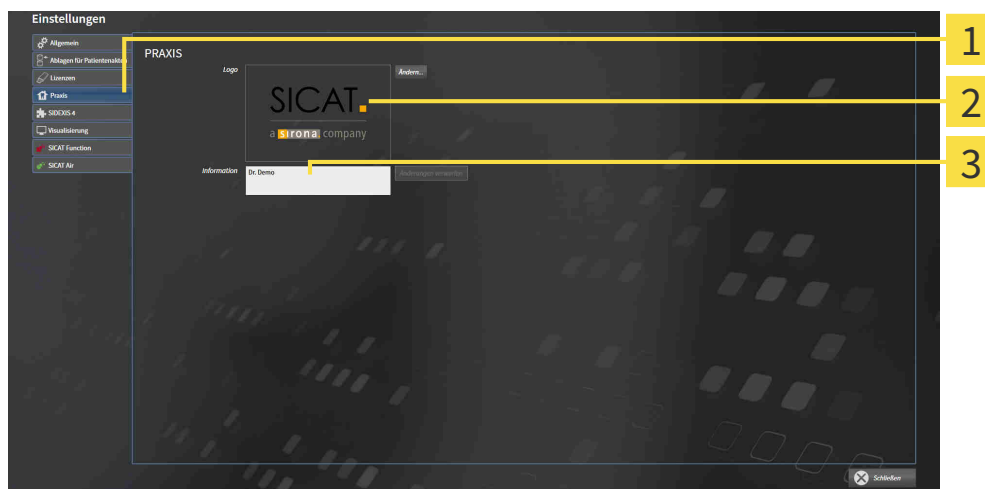 Einstellungen
Allgemein
Ablagen für Patientenakten
Lizenzen
Praxis
SIDEXIS 4
Visualisierung
SICAT Function
SICAT Air
PRAXIS
Logo
SICAT.
a sirona. company
Ändern...
Information
Dr. Demo
Änderungen verwerfen
Schließen
1
2
3